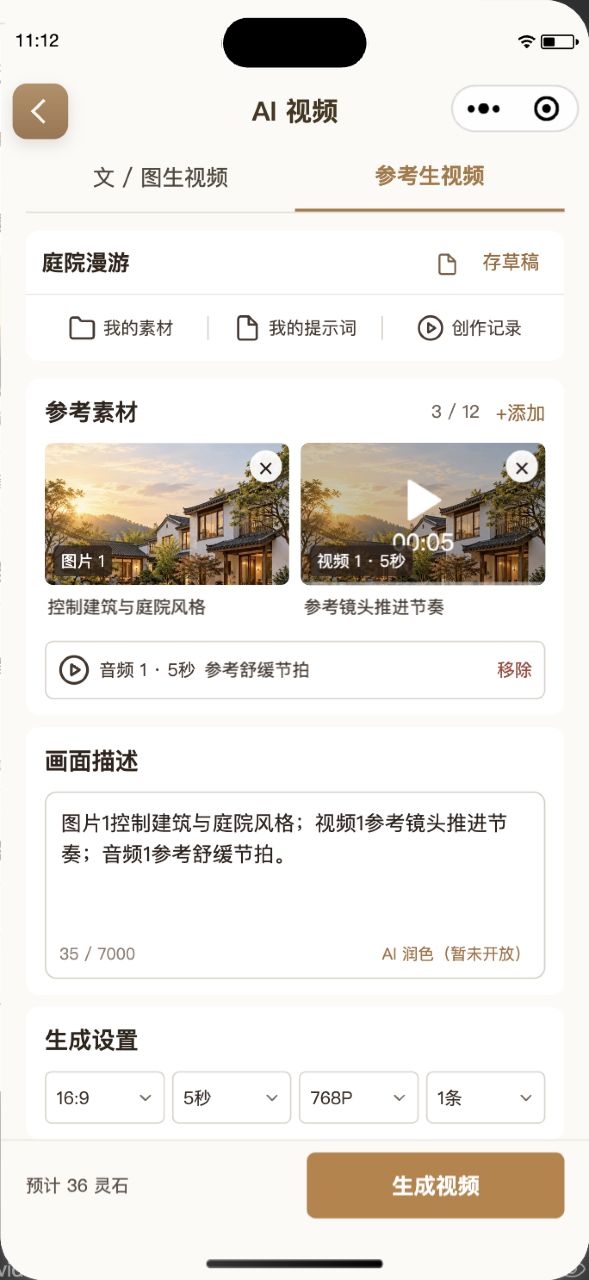 11:12
AI 视频
文 / 图生视频
参考生视频
庭院漫游
存草稿
我的素材
我的提示词
创作记录
参考素材
3 / 12
+添加
图片 1
00:05
视频 1 · 5秒
控制建筑与庭院风格
参考镜头推进节奏
音频 1 · 5秒 参考舒缓节拍
移除
画面描述
图片1控制建筑与庭院风格；视频1参考镜头推进节
奏；音频1参考舒缓节拍。
35 / 7000
AI 润色（暂未开放）
生成设置
16:9
5秒
768P
1条
预计 36 灵石
生成视频